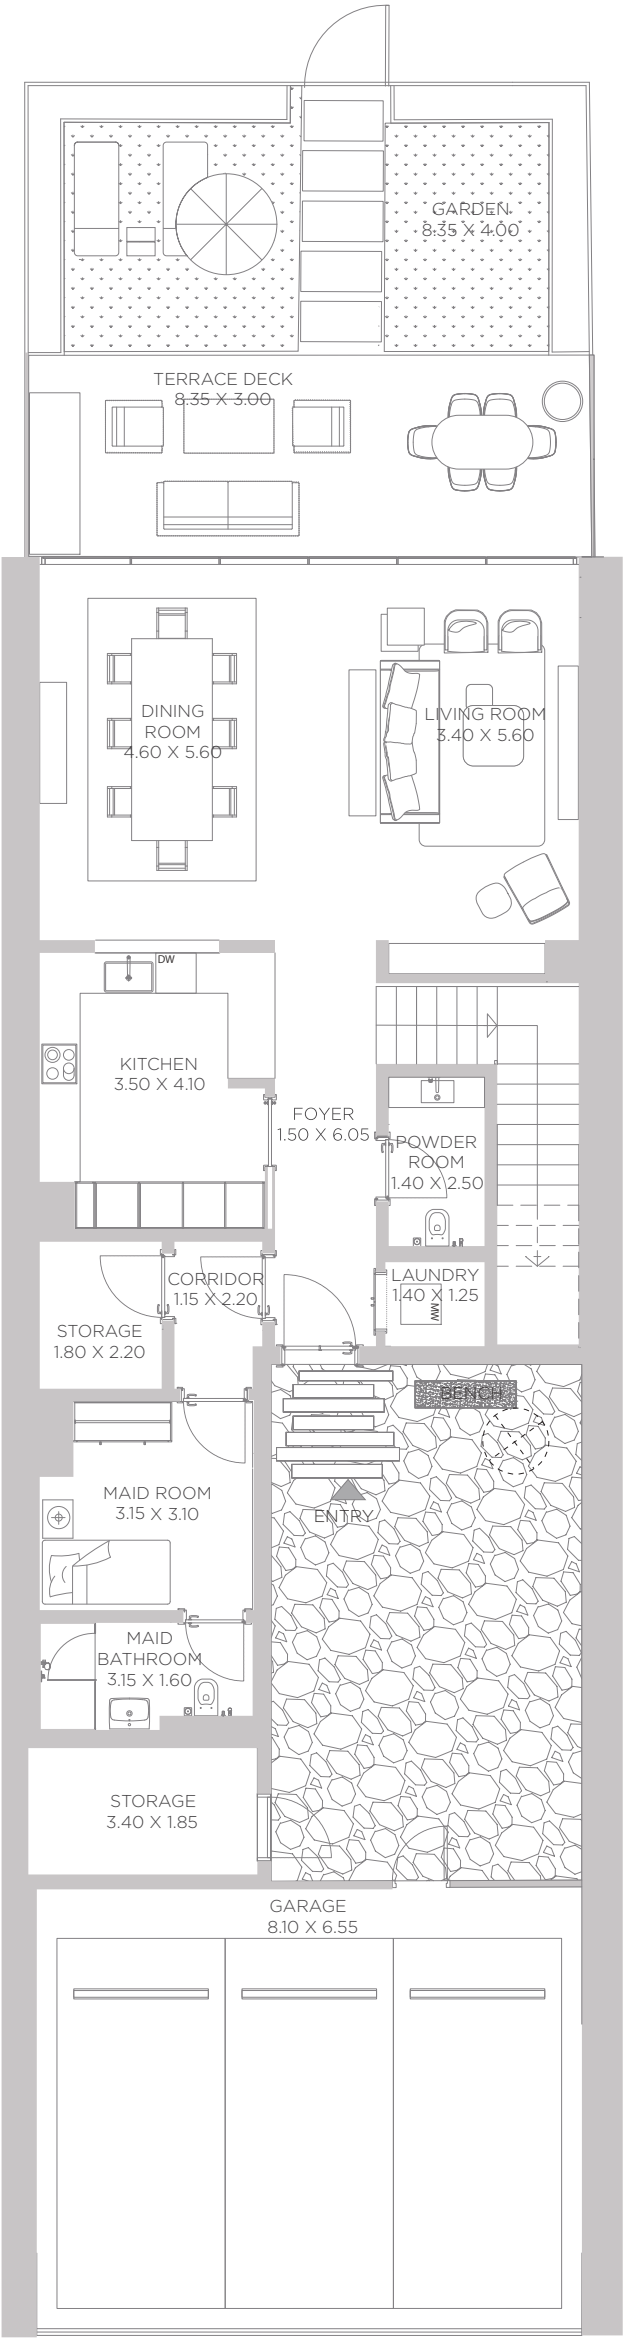 GARDEN
8.35 X 4.00
TERRACE DECK
8.35 X 3.00
DINING
ROOM
4.60 X 5.60
LIVING ROOM
3.40 X 5.60
DW
KITCHEN
3.50 X 4.10
FOYER
1.50 X 6.05
POWDER
ROOM
1.40 X 2.50
CORRIDOR
1.15 X 2.20
LAUNDRY
1.40 X 1.25
MW
STORAGE
1.80 X 2.20
BENCH
MAID ROOM
3.15 X 3.10
ENTRY
MAID
BATHROOM
3.15 X 1.60
STORAGE
3.40 X 1.85
GARAGE
8.10 X 6.55